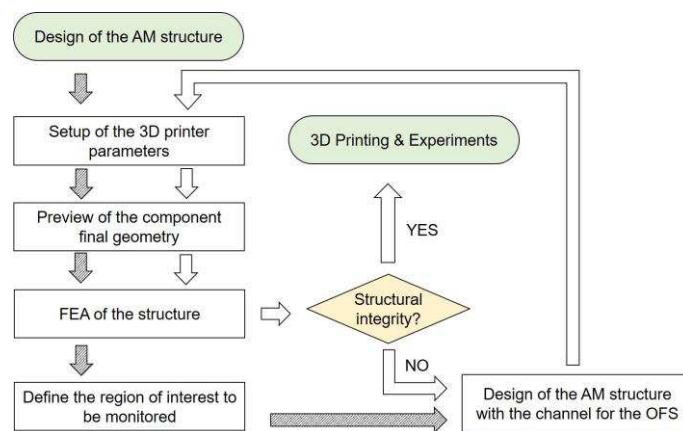 Design of the AM structure
Setup of the 3D printer
parameters
3D Printing & Experiments
Preview of the component
final geometry
YES
FEA of the structure
Structural
integrity?
NO
Define the region of interest to
be monitored
Design of the AM structure
with the channel for the OFS